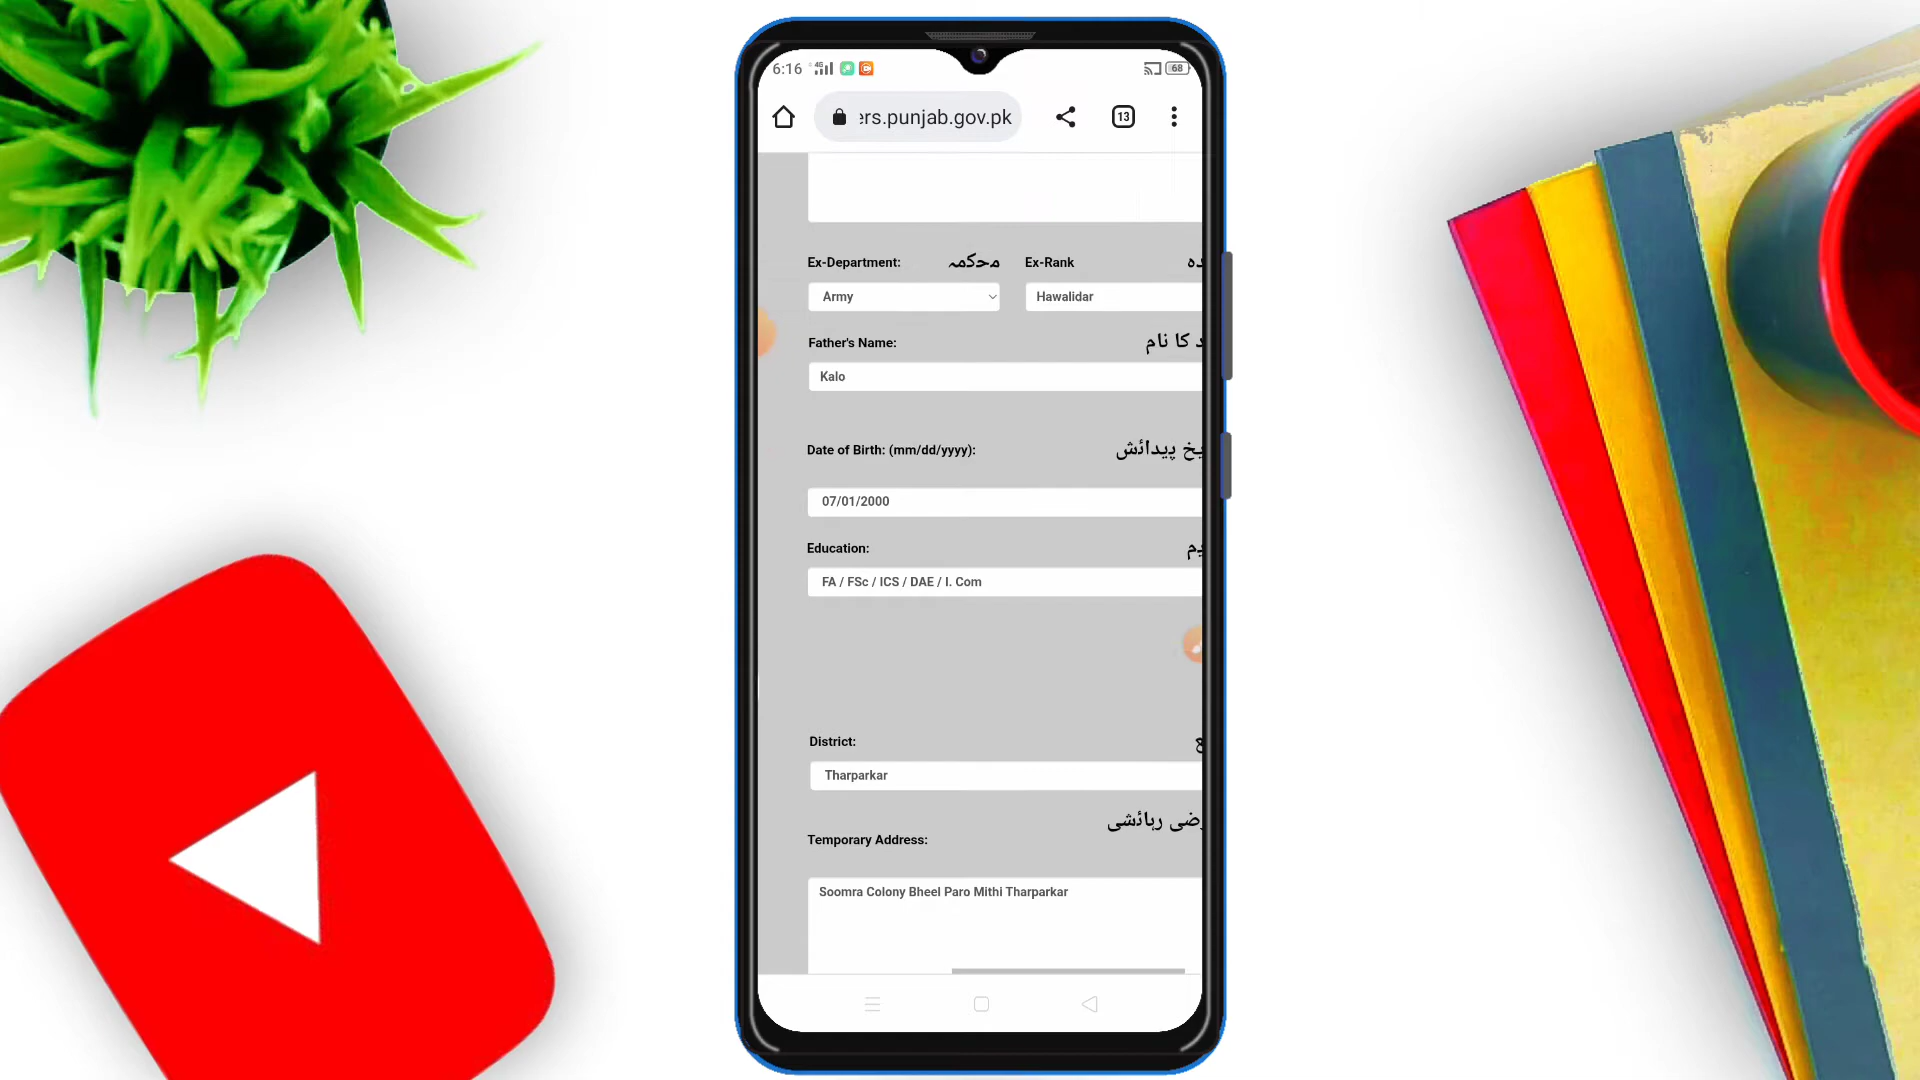 6:16 4G 68
ers.punjab.gov.pk 13
Ex-Department: محکمہ Ex-Rank
Army Hawalidar
Father's Name: کا نام
Kalo
Date of Birth: (mm/dd/yyyy): پیدائش
07/01/2000
Education:
FA / FSc / ICS / DAE / I. Com
District:
Tharparkar
رہائشی
Temporary Address:
Soomra Colony Bheel Paro Mithi Tharparkar